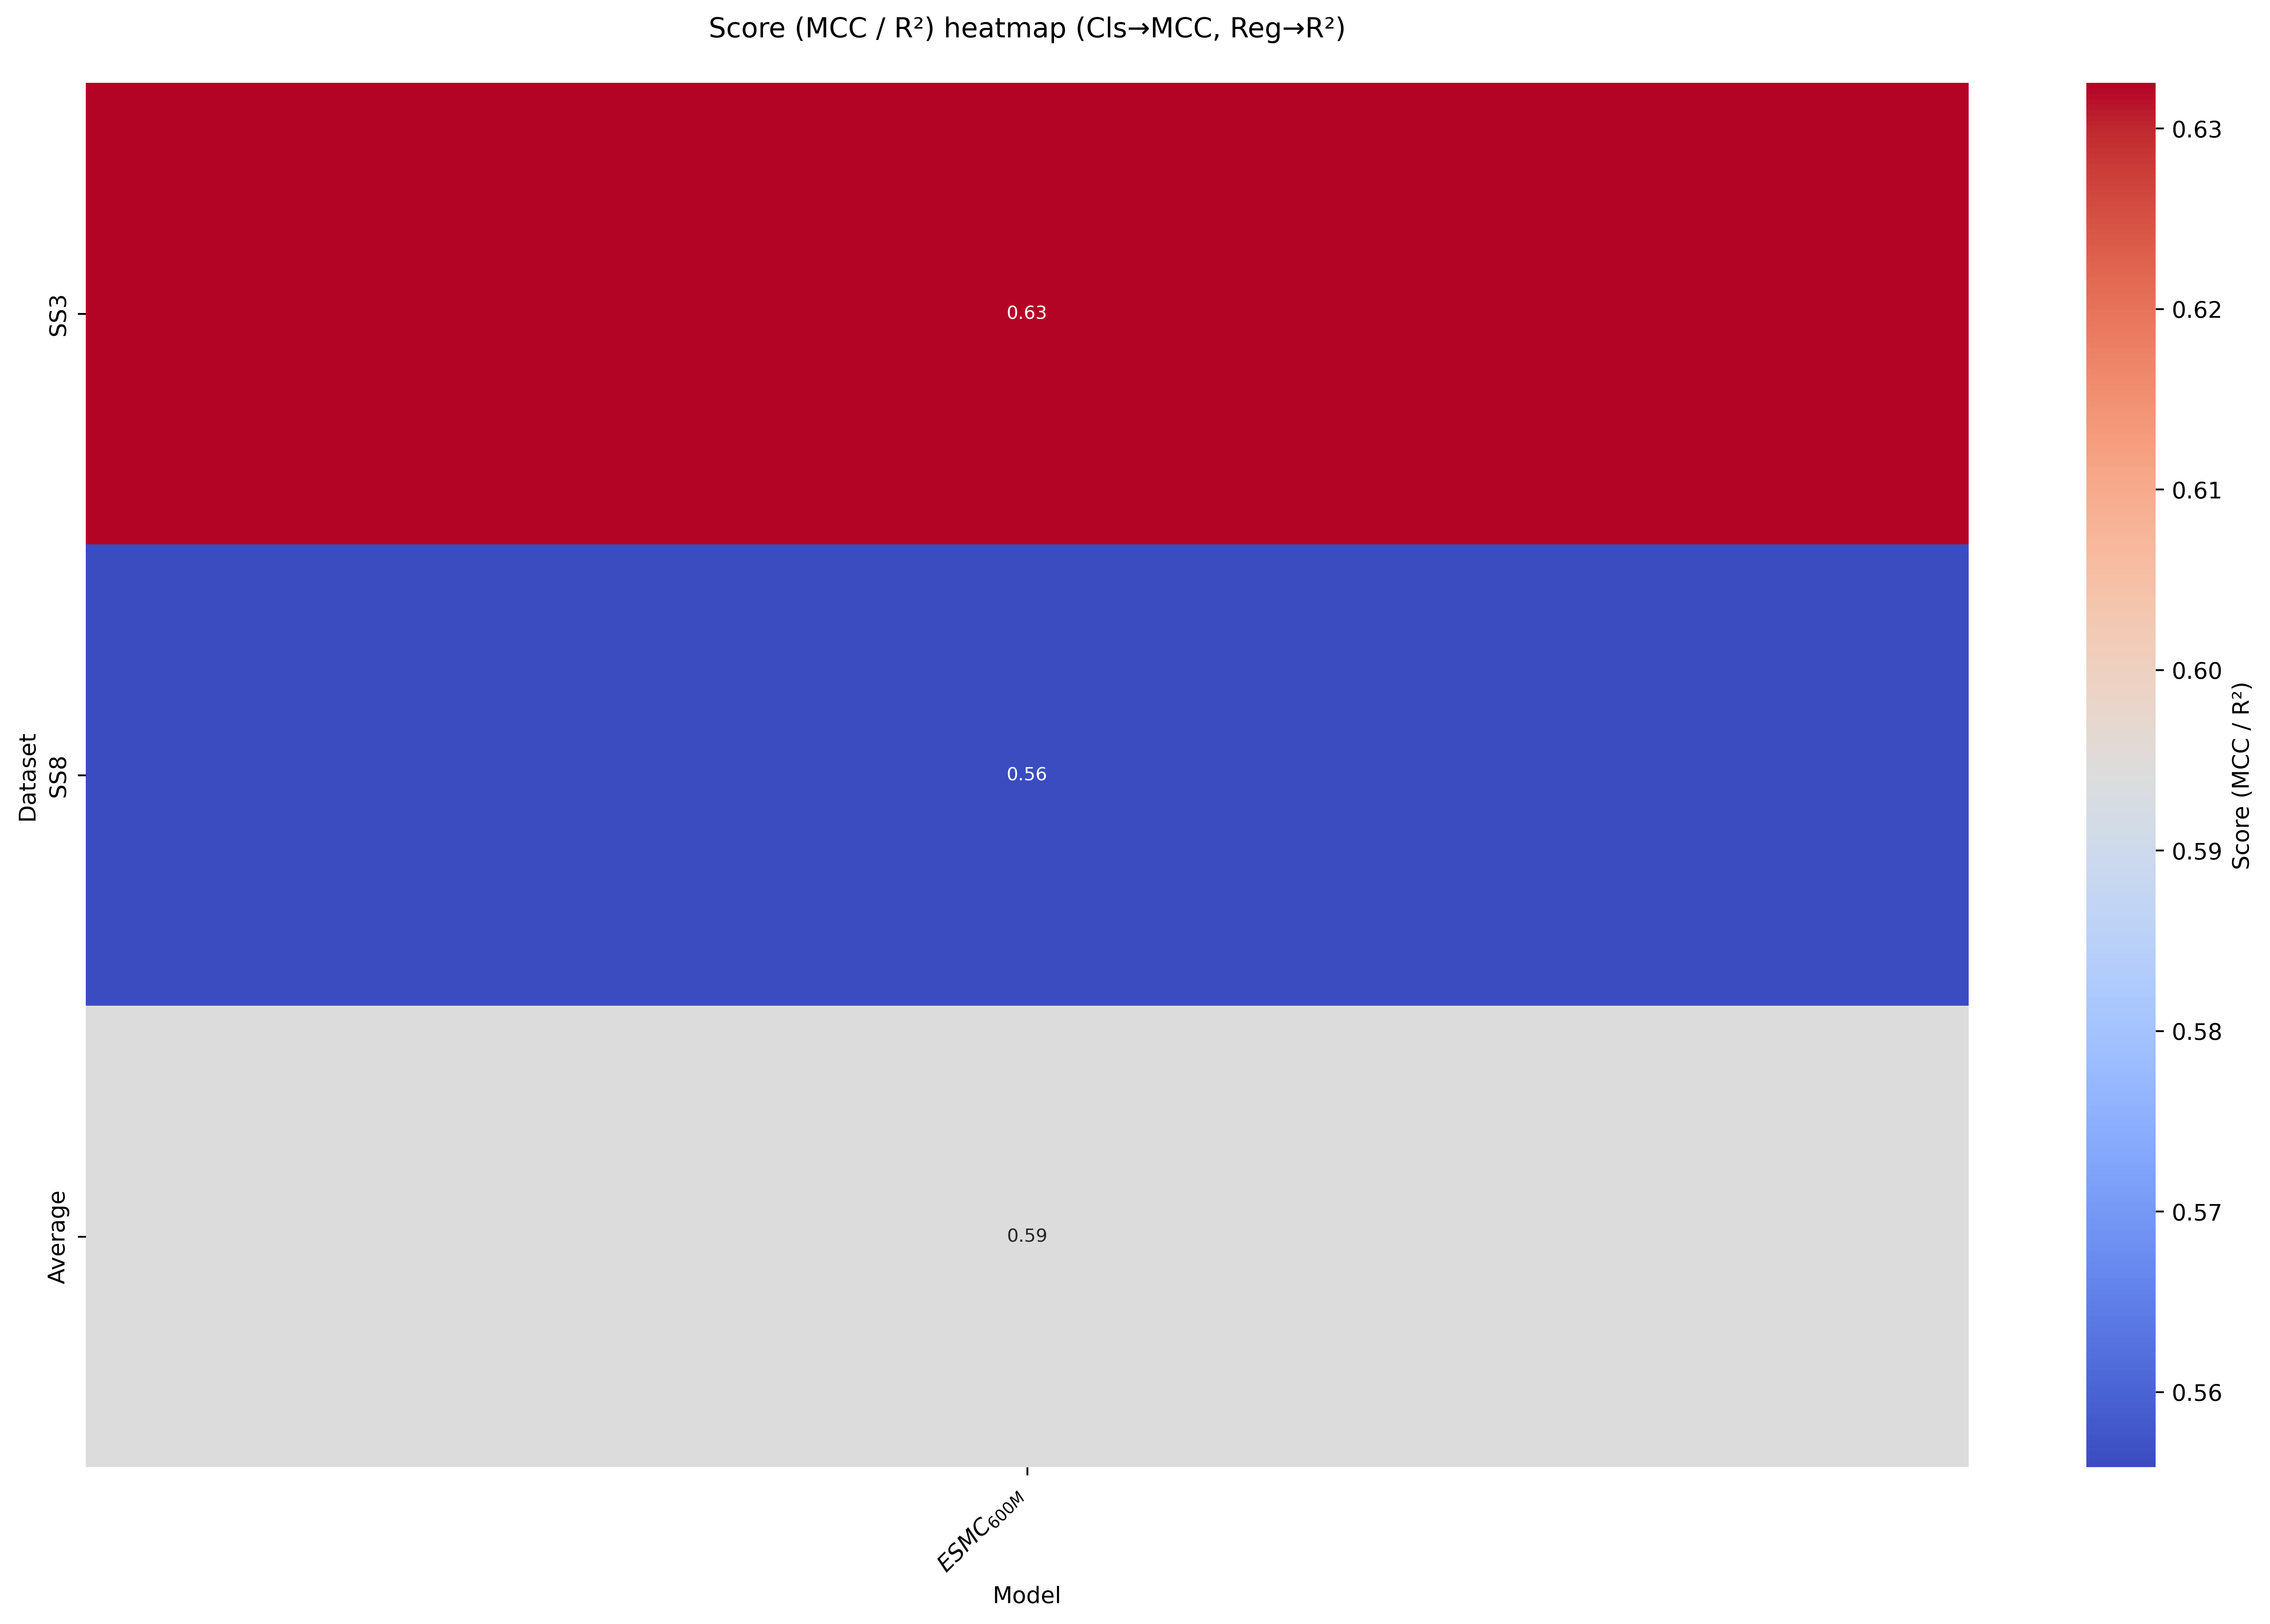 Score (MCC / R²) heatmap (Cls→MCC, Reg→R²)
Dataset
SS3
0.63
SS8
0.56
Average
0.59
ESMC600M
Model
0.63
0.62
0.61
0.60
0.59
0.58
0.57
0.56
Score (MCC / R²)